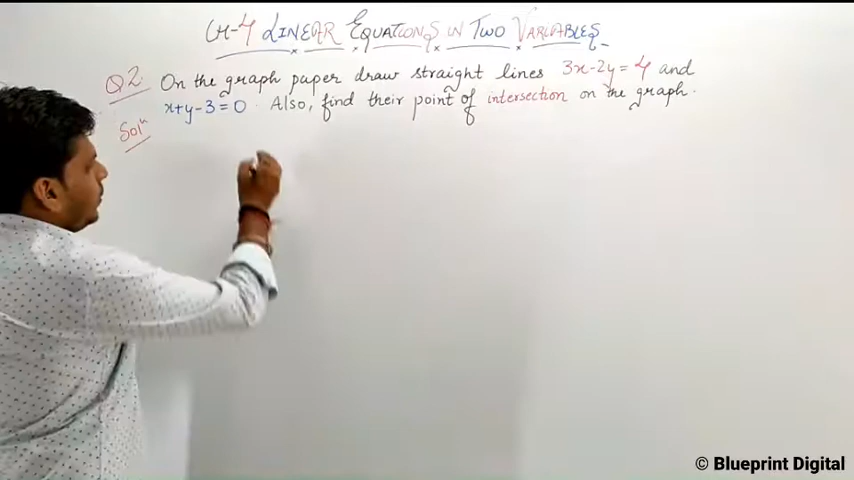 CH-4 LINEAR EQUATIONS IN TWO VARIABLES
Q2. On the graph paper draw straight lines 3x-2y=4 and
x+y-3=0. Also, find their point of intersection on the graph.
Solⁿ
© Blueprint Digital